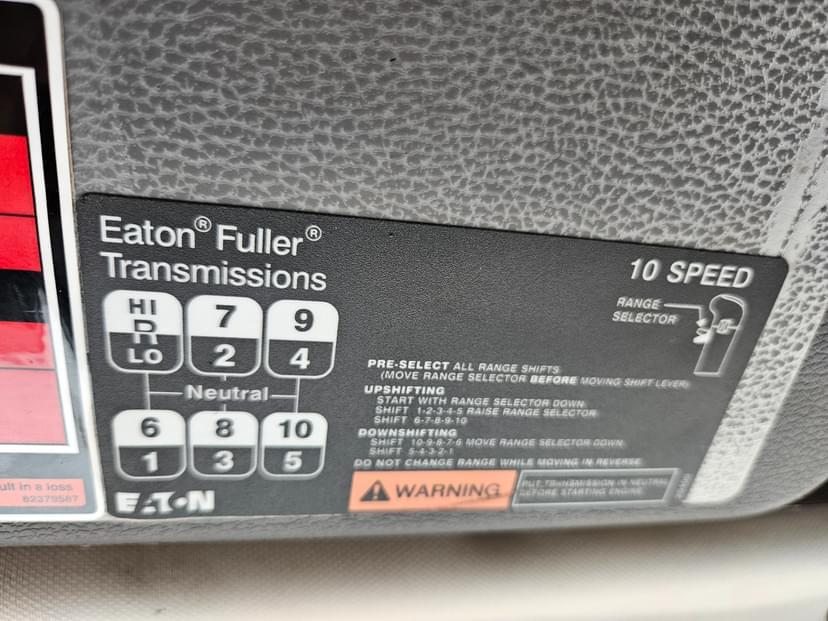 Eaton® Fuller®
Transmissions
HI
R
LO
7
2
9
4
Neutral
6
1
8
3
10
5
EATON
10 SPEED
RANGE
SELECTOR
PRE-SELECT ALL RANGE SHIFTS
(MOVE RANGE SELECTOR BEFORE MOVING SHIFT LEVER)
UPSHIFTING
START WITH RANGE SELECTOR DOWN
SHIFT 1-2-3-4-5 RAISE RANGE SELECTOR
SHIFT 6-7-8-9-10
DOWNSHIFTING
SHIFT 10-9-8-7-6 MOVE RANGE SELECTOR DOWN
SHIFT 5-4-3-2-1
DO NOT CHANGE RANGE WHILE MOVING IN REVERSE
WARNING
PUT TRANSMISSION IN NEUTRAL
BEFORE STARTING ENGINE
ult in a loss
82379587